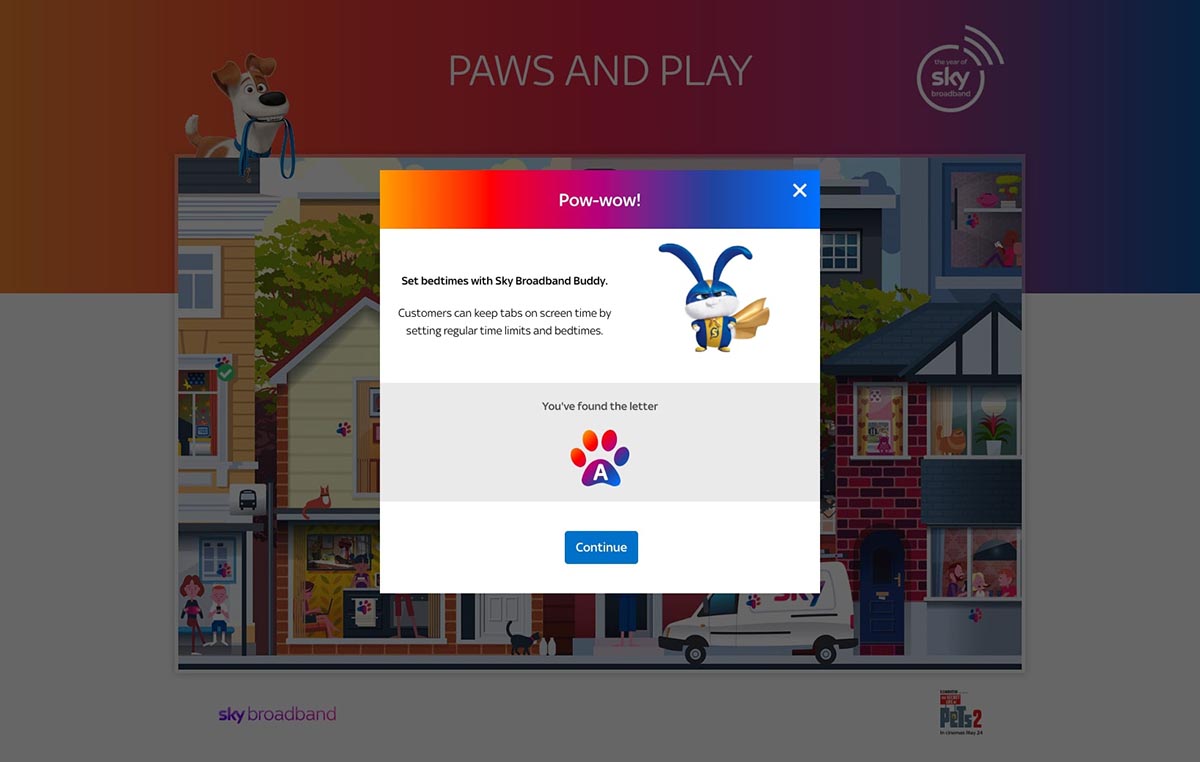 PAWS AND PLAY
the year of
sky
broadband
Pow-wow!
Set bedtimes with Sky Broadband Buddy.
Customers can keep tabs on screen time by
setting regular time limits and bedtimes.
You've found the letter
A
Continue
sky
sky broadband
PETS 2
In cinemas May 24